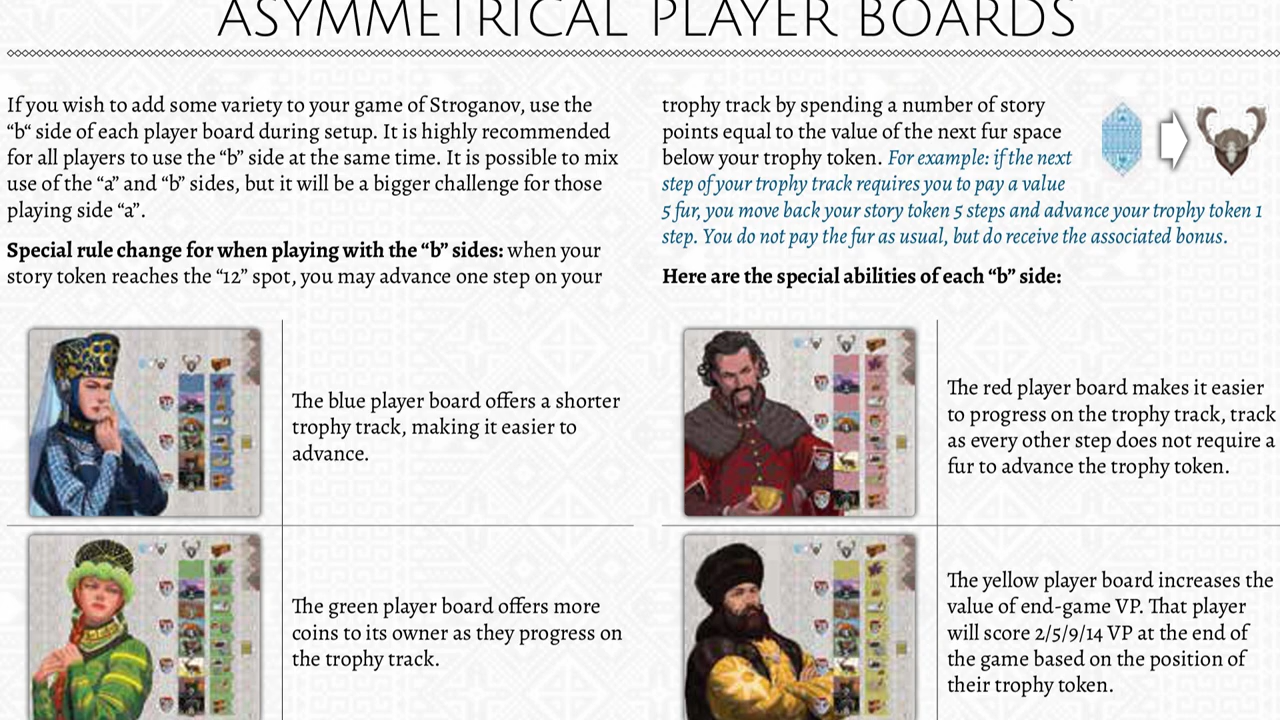 ASYMMETRICAL PLAYER BOARDS
If you wish to add some variety to your game of Stroganov, use the
“b“ side of each player board during setup. It is highly recommended
for all players to use the “b” side at the same time. It is possible to mix
use of the “a” and “b” sides, but it will be a bigger challenge for those
playing side “a”.
Special rule change for when playing with the “b” sides: when your
story token reaches the “12” spot, you may advance one step on your
trophy track by spending a number of story
points equal to the value of the next fur space
below your trophy token. For example: if the next
step of your trophy track requires you to pay a value
5 fur, you move back your story token 5 steps and advance your trophy token 1
step. You do not pay the fur as usual, but do receive the associated bonus.
Here are the special abilities of each “b” side:
The blue player board offers a shorter
trophy track, making it easier to
advance.
The red player board makes it easier
to progress on the trophy track, track
as every other step does not require a
fur to advance the trophy token.
The green player board offers more
coins to its owner as they progress on
the trophy track.
The yellow player board increases the
value of end-game VP. That player
will score 2/5/9/14 VP at the end of
the game based on the position of
their trophy token.